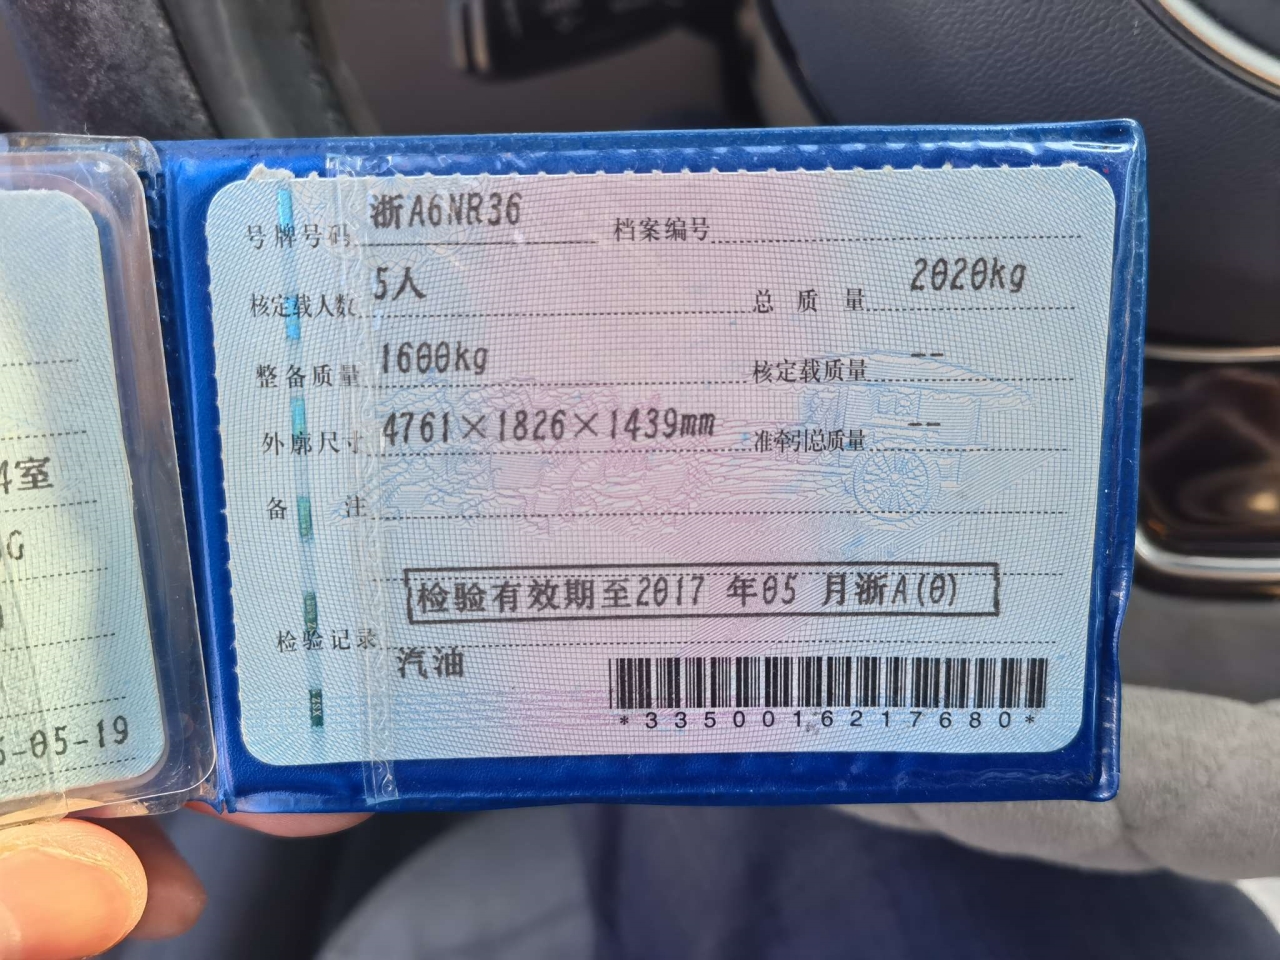 4室
G
-05-19
号牌号码 浙A6NR36 档案编号
核定载人数 5人 总质量 2020kg
整备质量 1600kg 核定载质量 --
外廓尺寸 4761×1826×1439mm 准牵引总质量 --
备注
检验有效期至2017 年05 月浙A(0)
检验记录
汽油
*3350016217680*